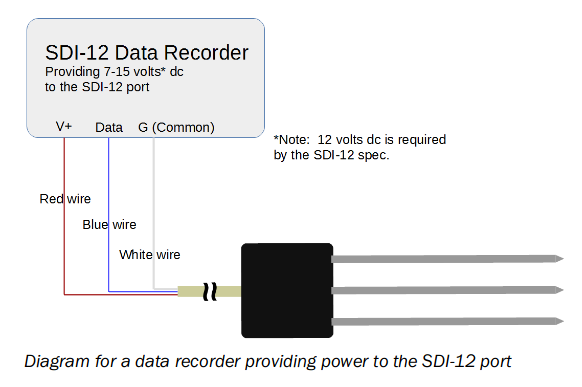 SDI-12 Data Recorder
Providing 7-15 volts* dc
to the SDI-12 port
V+ Data G (Common)
*Note: 12 volts dc is required
by the SDI-12 spec.
Red wire
Blue wire
White wire
Diagram for a data recorder providing power to the SDI-12 port